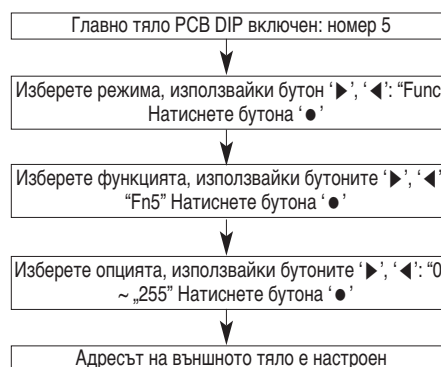 Главно тяло PCB DIP включен: номер 5
Изберете режима, използвайки бутон ‘▶’, ‘◀’: “Func
Натиснете бутона ‘●’
Изберете функцията, използвайки бутоните ‘▶’, ‘◀’
“Fn5” Натиснете бутона ‘●’
Изберете опцията, използвайки бутоните ‘▶’, ‘◀’: “0
~ „255” Натиснете бутона ‘●’
Адресът на външното тяло е настроен